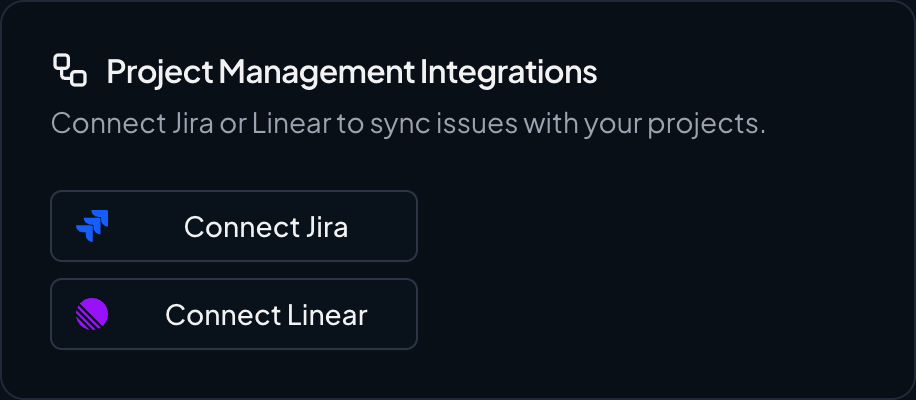 Project Management Integrations
Connect Jira or Linear to sync issues with your projects.
Connect Jira
Connect Linear